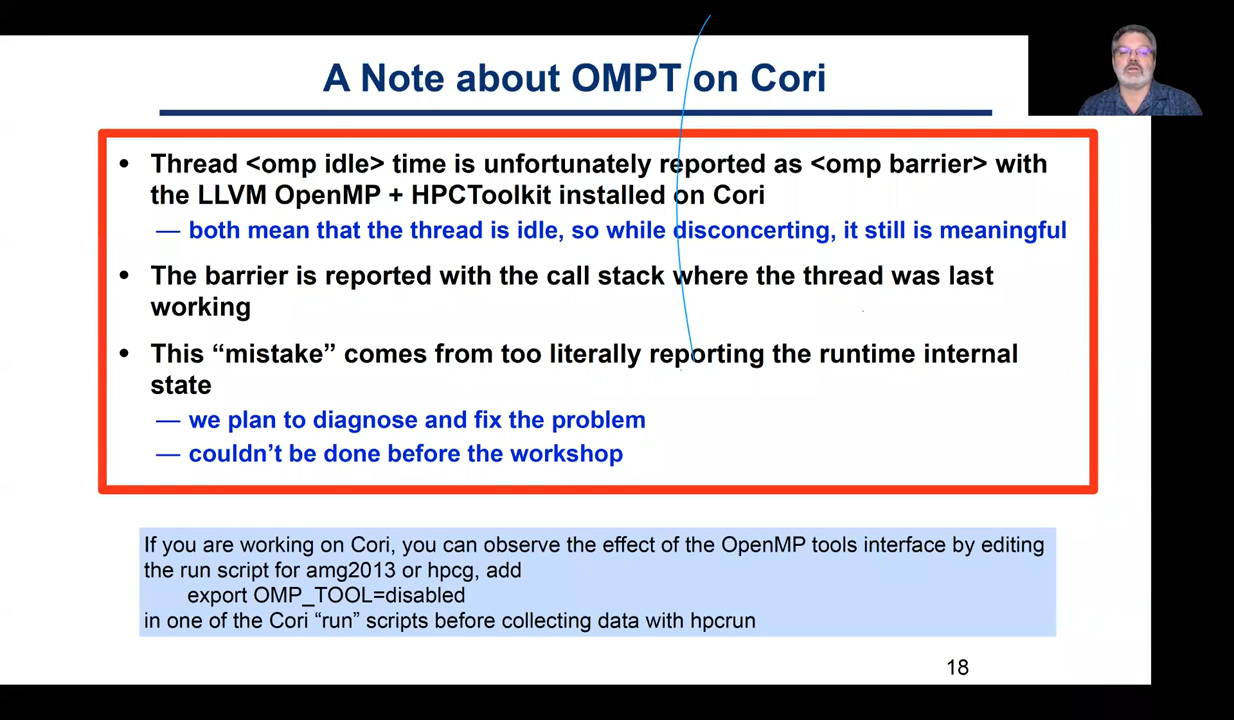 A Note about OMPT on Cori
• Thread <omp idle> time is unfortunately reported as <omp barrier> with
the LLVM OpenMP + HPCToolkit installed on Cori
— both mean that the thread is idle, so while disconcerting, it still is meaningful
• The barrier is reported with the call stack where the thread was last
working
• This “mistake” comes from too literally reporting the runtime internal
state
— we plan to diagnose and fix the problem
— couldn’t be done before the workshop
If you are working on Cori, you can observe the effect of the OpenMP tools interface by editing
the run script for amg2013 or hpcg, add
export OMP_TOOL=disabled
in one of the Cori “run” scripts before collecting data with hpcrun
18